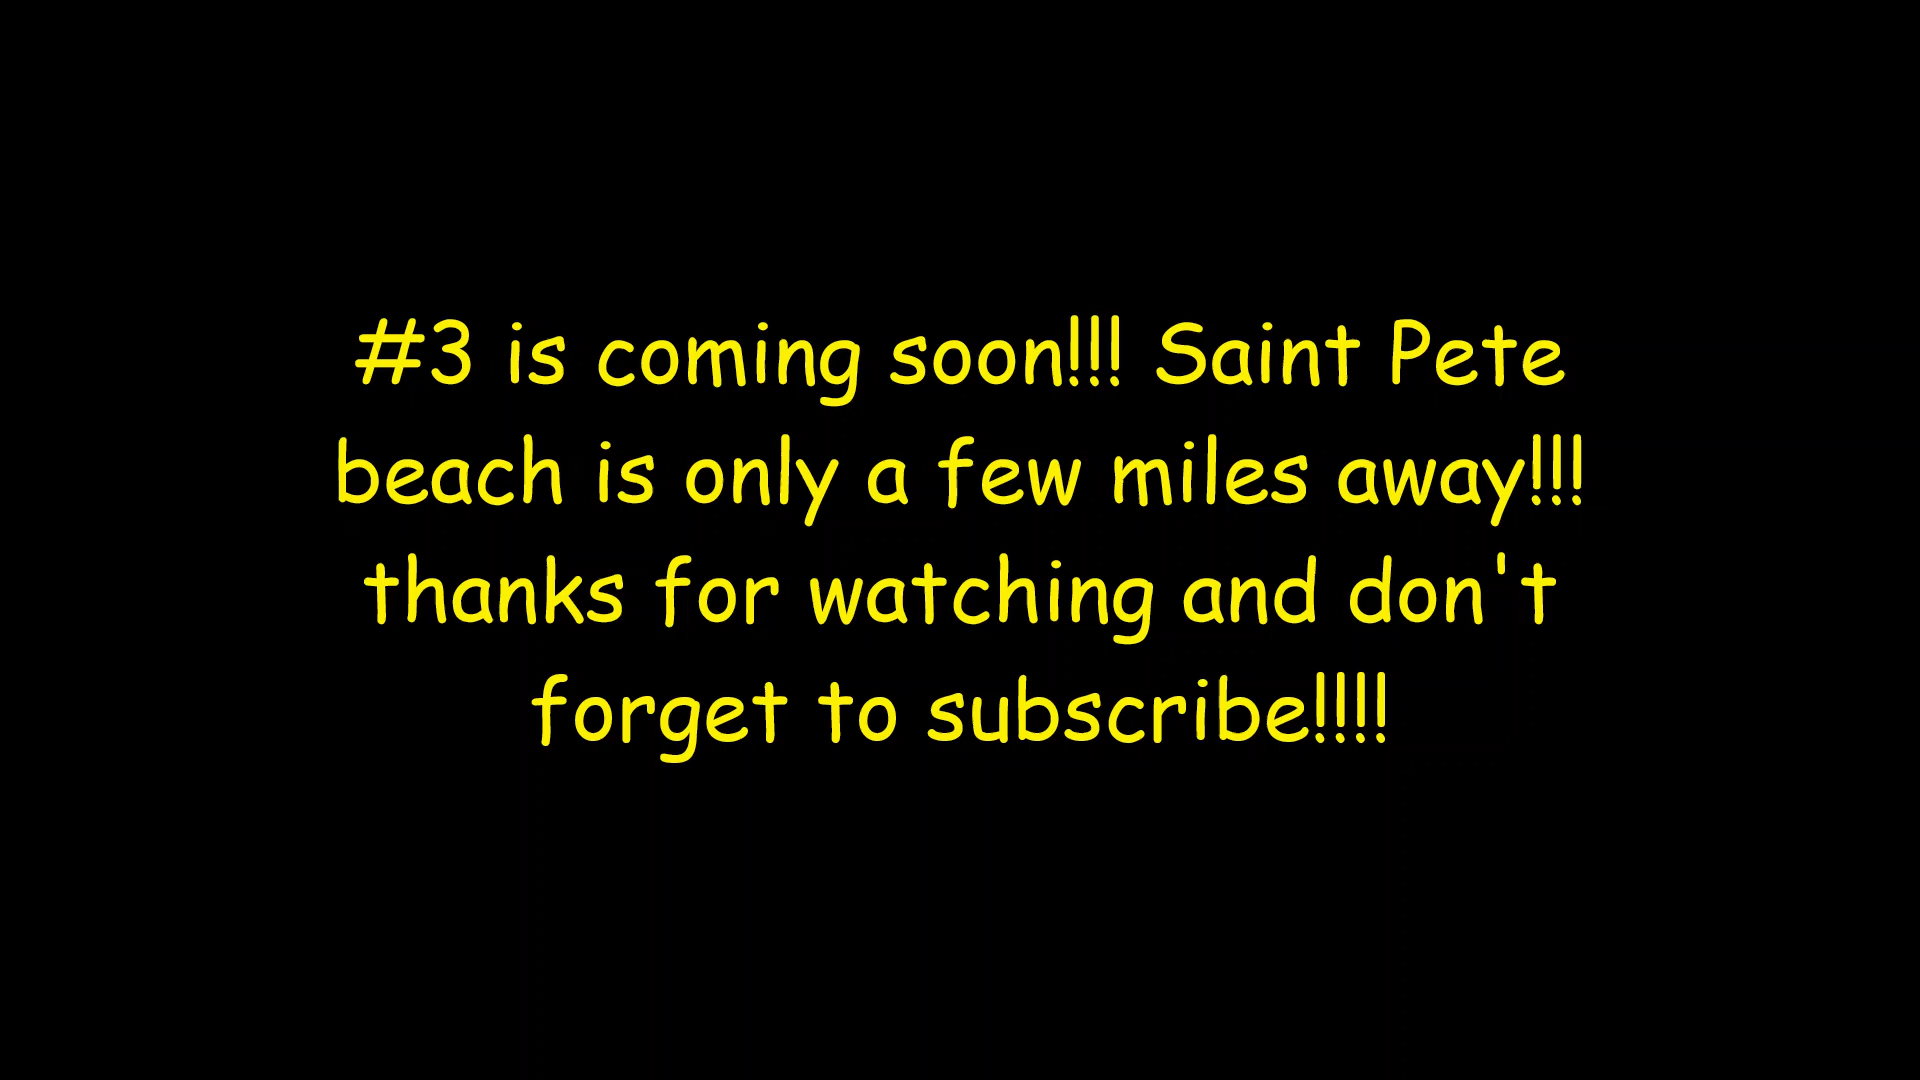 #3 is coming soon!!! Saint Pete
beach is only a few miles away!!!
thanks for watching and don't
forget to subscribe!!!!